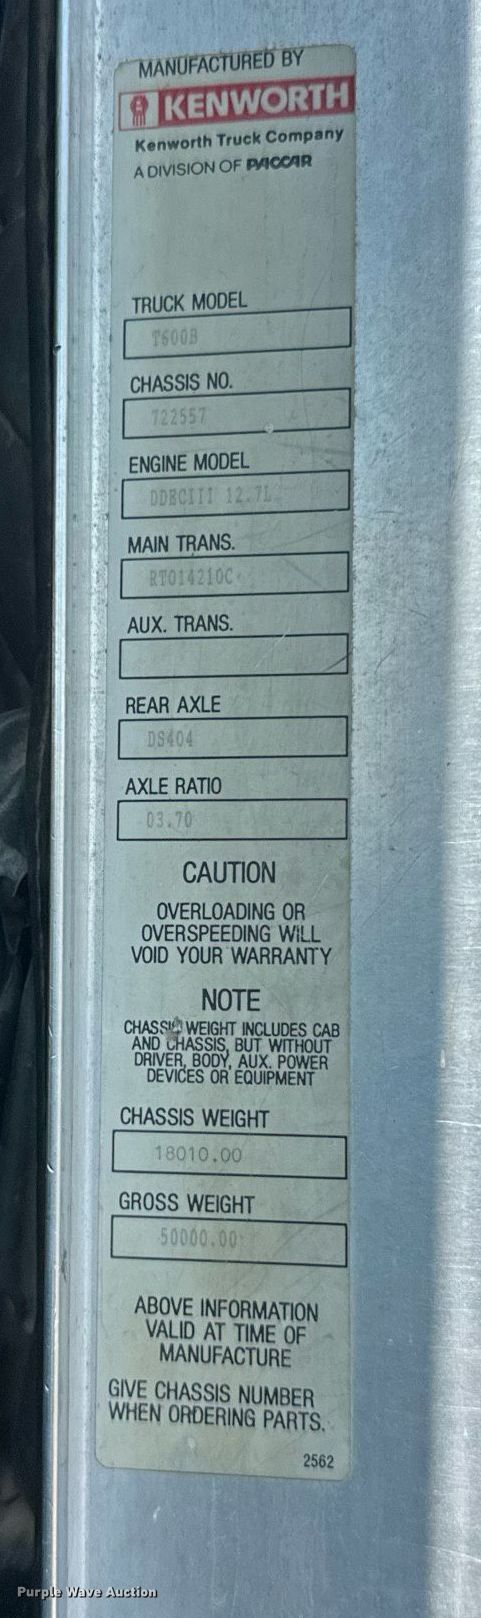 MANUFACTURED BY
KENWORTH
Kenworth Truck Company
A DIVISION OF PACCAR
TRUCK MODEL
T600B
CHASSIS NO.
722557
ENGINE MODEL
DDECIII 12.7L
MAIN TRANS.
RTO14210C
AUX. TRANS.
REAR AXLE
DS404
AXLE RATIO
03.70
CAUTION
OVERLOADING OR
OVERSPEEDING WILL
VOID YOUR WARRANTY
NOTE
CHASSIS WEIGHT INCLUDES CAB
AND CHASSIS, BUT WITHOUT
DRIVER, BODY, AUX. POWER
DEVICES OR EQUIPMENT
CHASSIS WEIGHT
18010.00
GROSS WEIGHT
50000.00
ABOVE INFORMATION
VALID AT TIME OF
MANUFACTURE
GIVE CHASSIS NUMBER
WHEN ORDERING PARTS.
2562
Purple Wave Auction